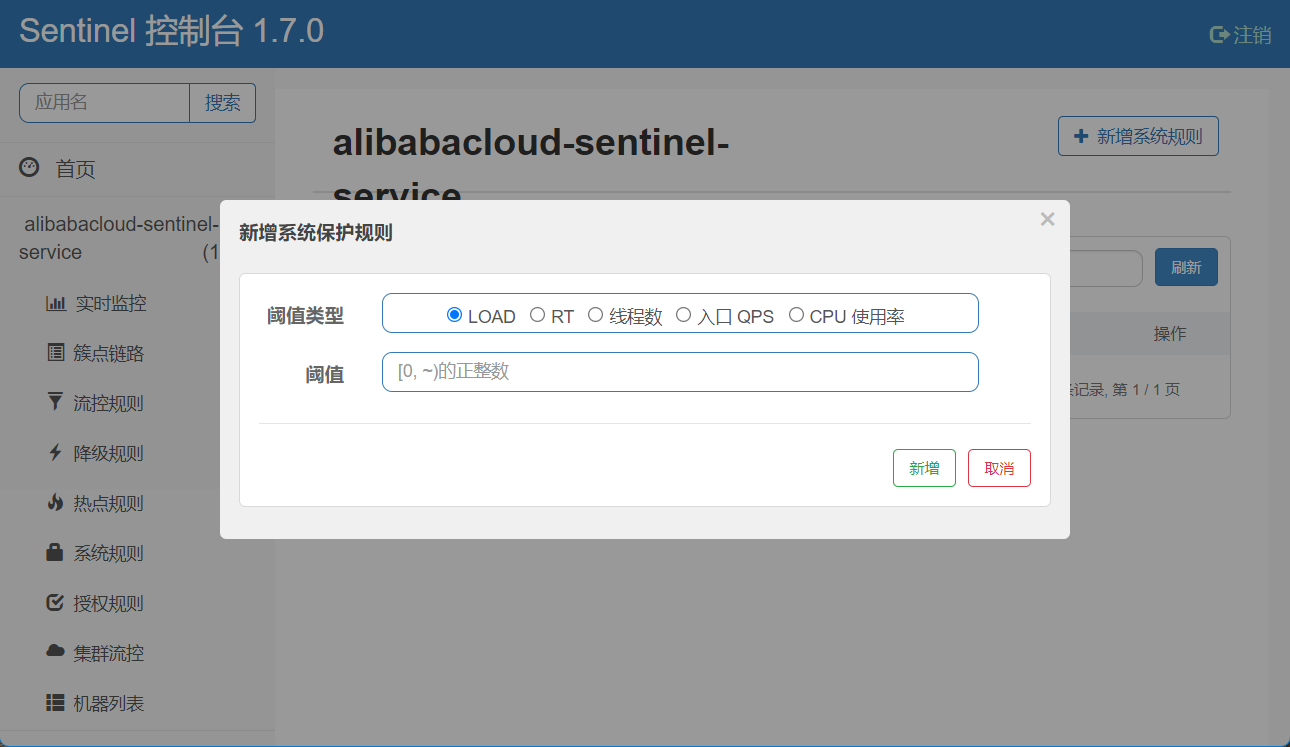 Sentinel 控制台 1.7.0
注销
应用名
搜索
首页
alibabacloud-sentinel-
service (1
实时监控
簇点链路
流控规则
降级规则
热点规则
系统规则
授权规则
集群流控
机器列表
alibabacloud-sentinel-
service
新增系统规则
刷新
操作
条记录, 第 1 / 1 页
新增系统保护规则
×
阈值类型
LOAD RT 线程数 入口 QPS CPU 使用率
阈值
[0, ~)的正整数
新增
取消